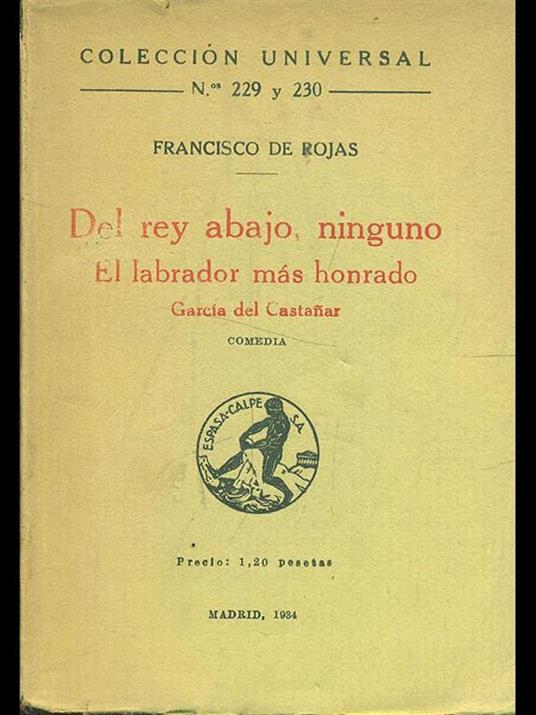 COLECCIÓN UNIVERSAL
N.os 229 y 230
FRANCISCO DE ROJAS
Del rey abajo, ninguno
El labrador más honrado
García del Castañar
COMEDIA
ESPASA-CALPE S.A.
Precio: 1,20 pesetas
MADRID, 1934